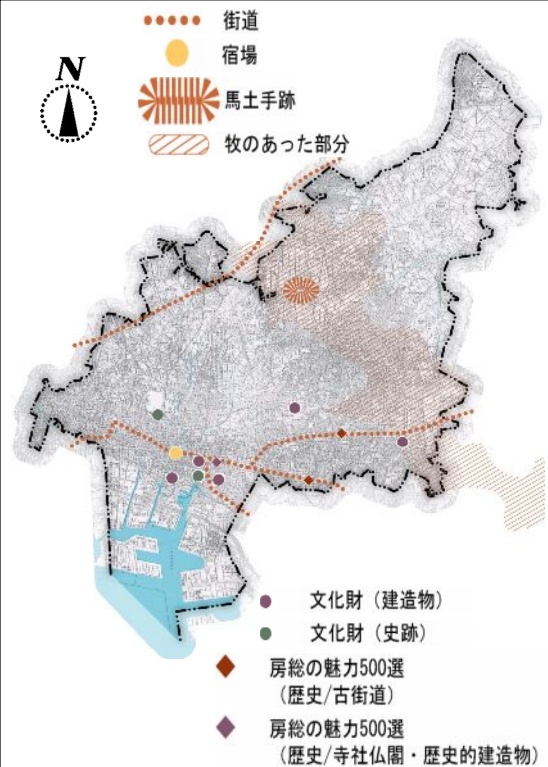 街道
宿場
N
馬土手跡
牧のあった部分
文化財（建造物）
文化財（史跡）
房総の魅力500選
（歴史/古街道）
房総の魅力500選
（歴史/寺社仏閣・歴史的建造物）